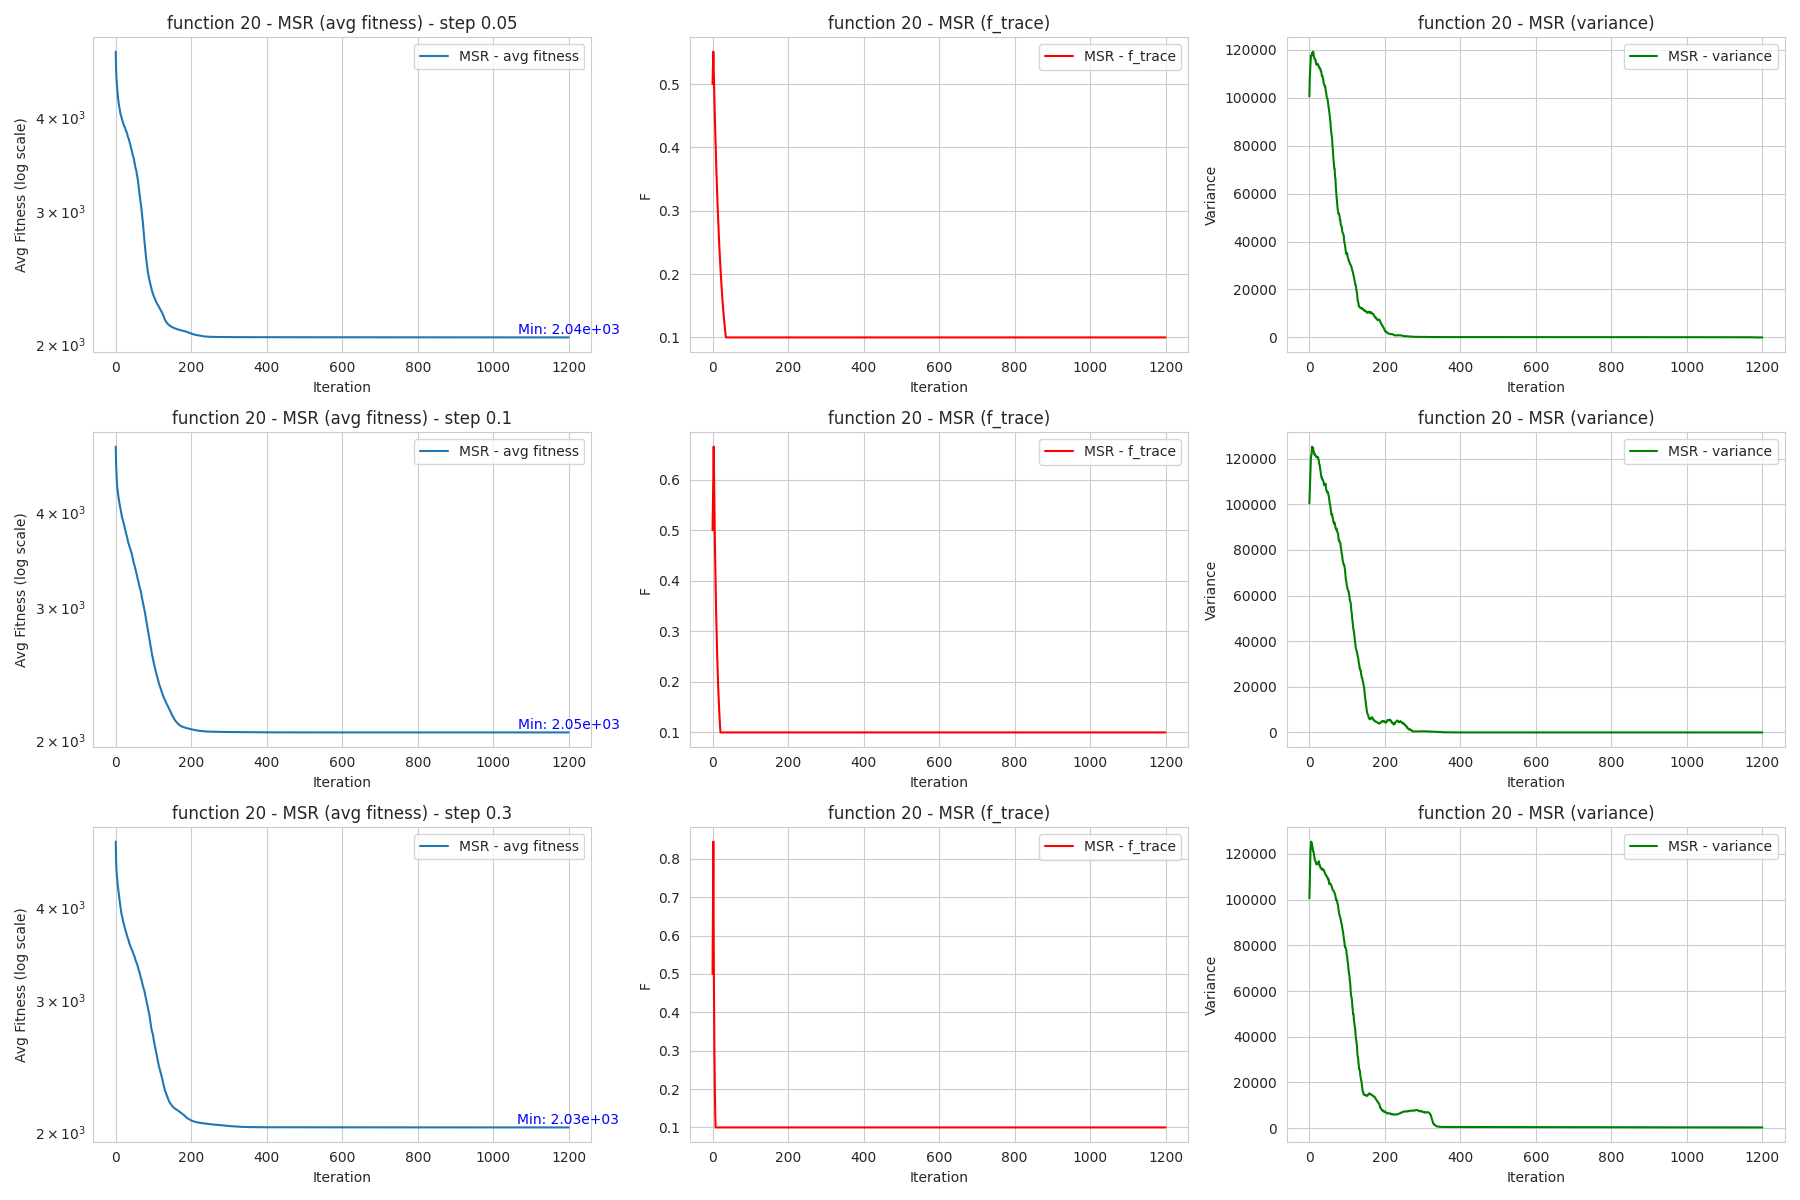 function 20 - MSR (avg fitness) - step 0.05
function 20 - MSR (f_trace)
function 20 - MSR (variance)
MSR - avg fitness
MSR - f_trace
MSR - variance
Avg Fitness (log scale)
4 × 10³
3 × 10³
2 × 10³
Min: 2.04e+03
0 200 400 600 800 1000 1200
Iteration
F
0.5
0.4
0.3
0.2
0.1
0 200 400 600 800 1000 1200
Iteration
Variance
120000
100000
80000
60000
40000
20000
0
0 200 400 600 800 1000 1200
Iteration
function 20 - MSR (avg fitness) - step 0.1
function 20 - MSR (f_trace)
function 20 - MSR (variance)
MSR - avg fitness
MSR - f_trace
MSR - variance
Avg Fitness (log scale)
4 × 10³
3 × 10³
2 × 10³
Min: 2.05e+03
0 200 400 600 800 1000 1200
Iteration
F
0.6
0.5
0.4
0.3
0.2
0.1
0 200 400 600 800 1000 1200
Iteration
Variance
120000
100000
80000
60000
40000
20000
0
0 200 400 600 800 1000 1200
Iteration
function 20 - MSR (avg fitness) - step 0.3
function 20 - MSR (f_trace)
function 20 - MSR (variance)
MSR - avg fitness
MSR - f_trace
MSR - variance
Avg Fitness (log scale)
4 × 10³
3 × 10³
2 × 10³
Min: 2.03e+03
0 200 400 600 800 1000 1200
Iteration
F
0.8
0.7
0.6
0.5
0.4
0.3
0.2
0.1
0 200 400 600 800 1000 1200
Iteration
Variance
120000
100000
80000
60000
40000
20000
0
0 200 400 600 800 1000 1200
Iteration